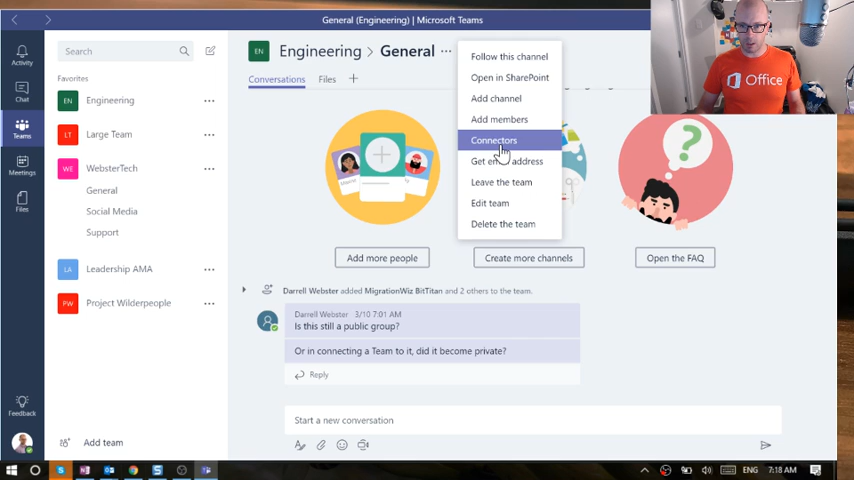 General (Engineering) | Microsoft Teams
Activity
Chat
Teams
Meetings
Files
Feedback
Search
Favorites
EN Engineering
LT Large Team
WE WebsterTech
General
Social Media
Support
LA Leadership AMA
PW Project Wilderpeople
Add team
EN Engineering > General
Conversations Files
Follow this channel
Open in SharePoint
Add channel
Add members
Connectors
Get address
Leave the team
Edit team
Delete the team
Office
Add more people
Create more channels
Open the FAQ
Darrell Webster added MigrationWiz BitTitan and 2 others to the team.
Darrell Webster 3/10 7:01 AM
Is this still a public group?
Or in connecting a Team to it, did it become private?
Reply
Start a new conversation
ENG 7:18 AM